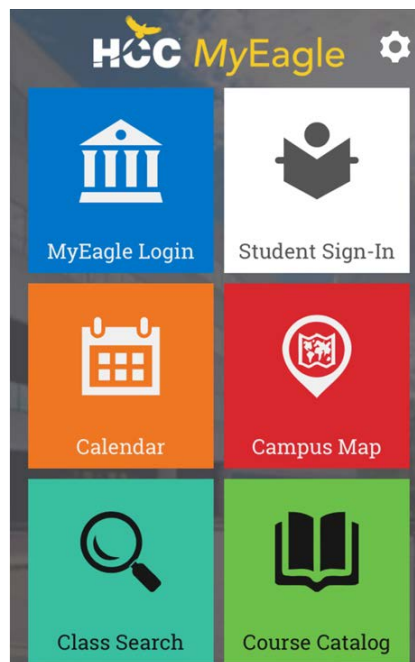 HCC MyEagle
MyEagle Login
Student Sign-In
Calendar
Campus Map
Class Search
Course Catalog